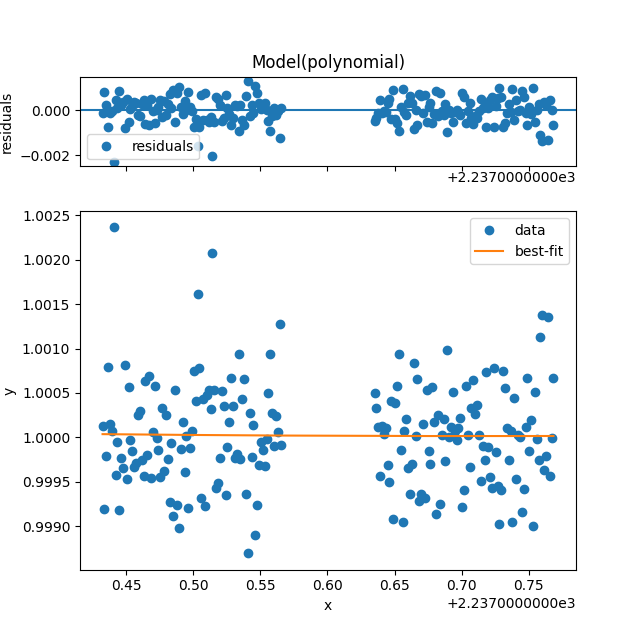 Model(polynomial)
residuals
0.000
−0.002
residuals
+2.2370000000e3
y
1.0025
1.0020
1.0015
1.0010
1.0005
1.0000
0.9995
0.9990
data
best-fit
0.45 0.50 0.55 0.60 0.65 0.70 0.75
x
+2.2370000000e3